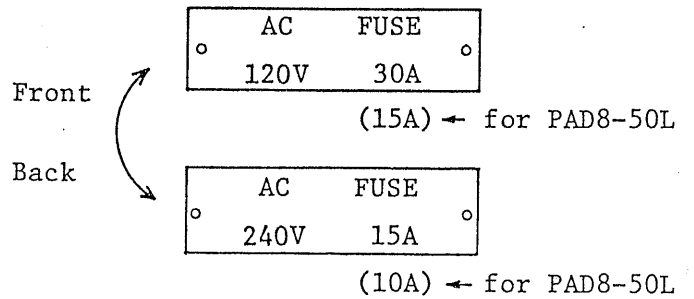 AC FUSE
120V 30A
Front
(15A) ← for PAD8-50L
Back
AC FUSE
240V 15A
(10A) ← for PAD8-50L